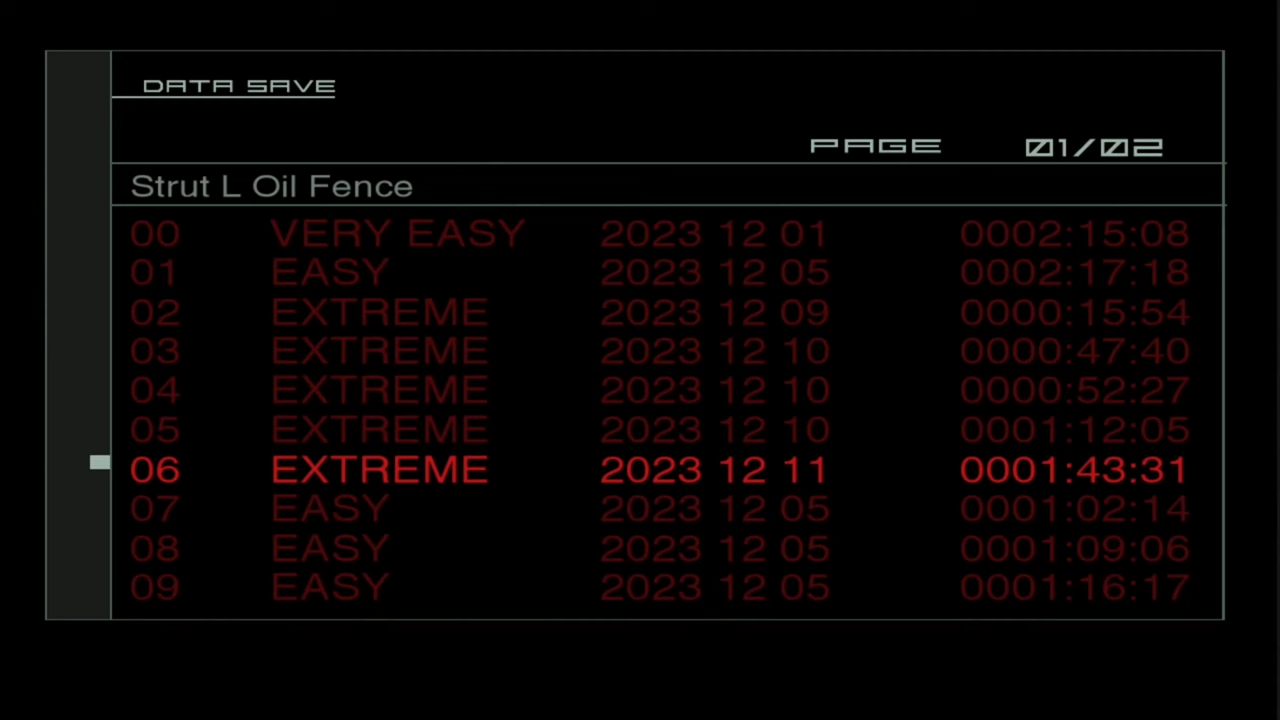 DATA SAVE
PAGE 01/02
Strut L Oil Fence
00 VERY EASY 2023 12 01 0002:15:08
01 EASY 2023 12 05 0002:17:18
02 EXTREME 2023 12 09 0000:15:54
03 EXTREME 2023 12 10 0000:47:40
04 EXTREME 2023 12 10 0000:52:27
05 EXTREME 2023 12 10 0001:12:05
06 EXTREME 2023 12 11 0001:43:31
07 EASY 2023 12 05 0001:02:14
08 EASY 2023 12 05 0001:09:06
09 EASY 2023 12 05 0001:16:17